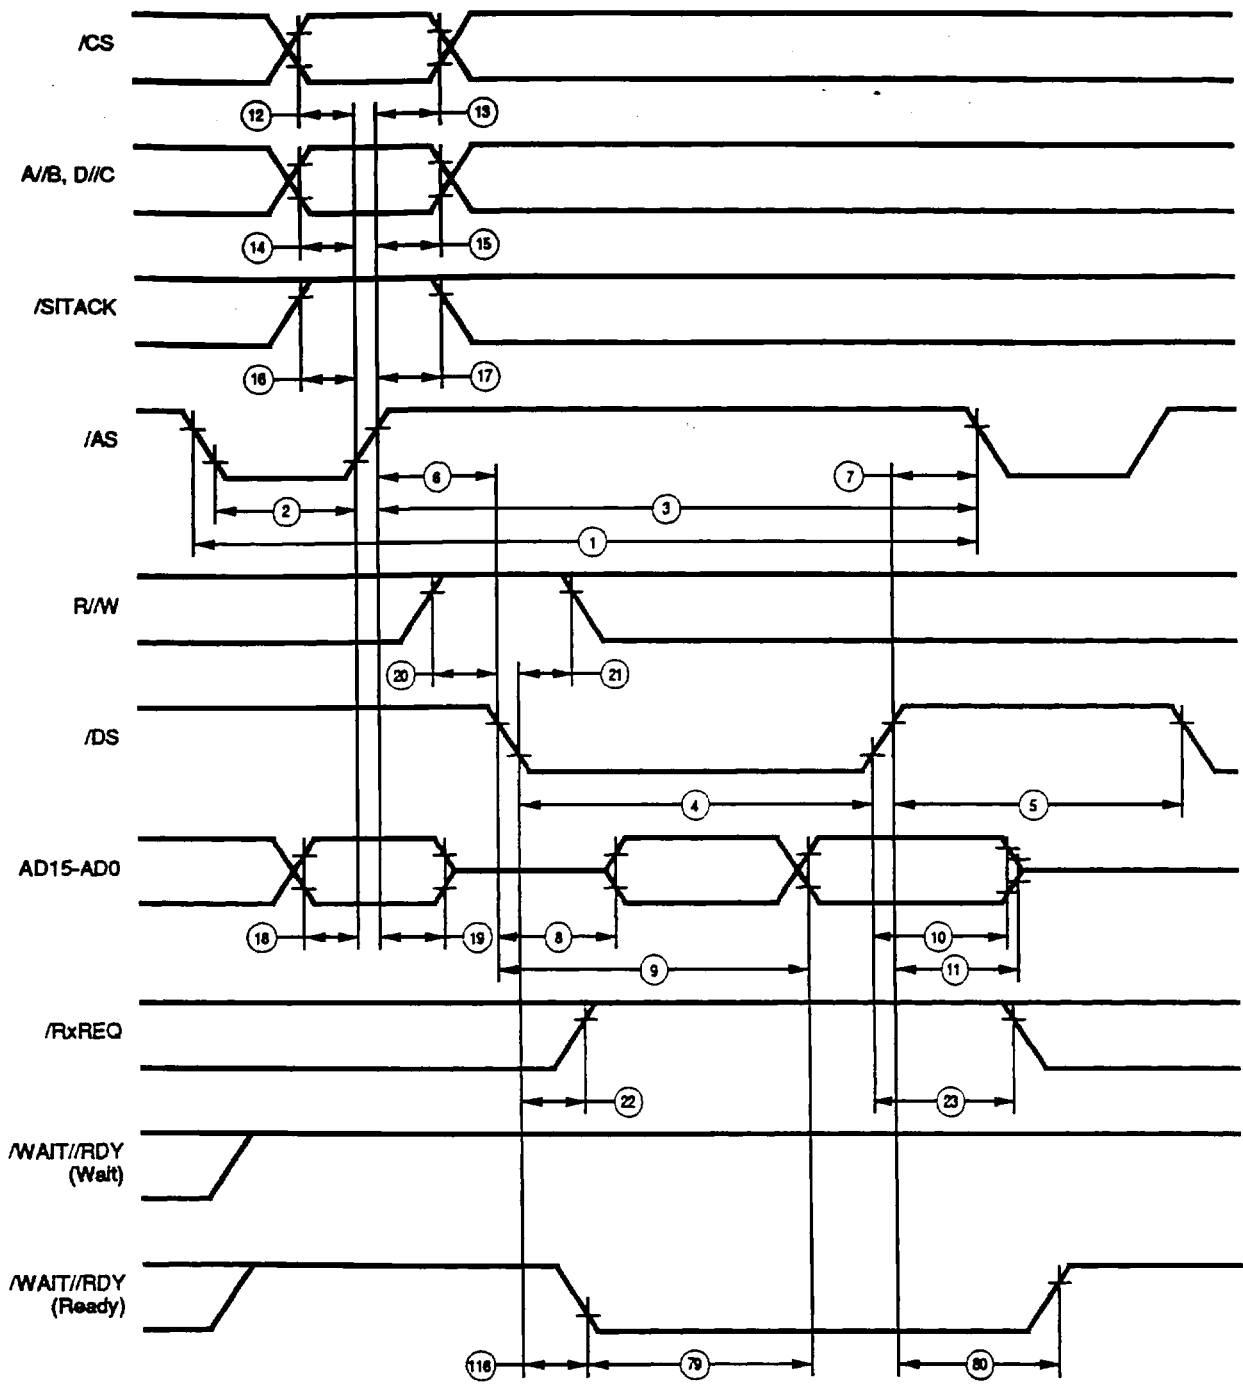 /CS
12
13
A//B, D//C
14
15
/SITACK
16
17
/AS
6
7
2
3
1
R//W
20
21
/DS
4
5
AD15-AD0
18
19
8
10
9
11
/RxREQ
22
23
/WAIT//RDY
(Wait)
/WAIT//RDY
(Ready)
116
79
80